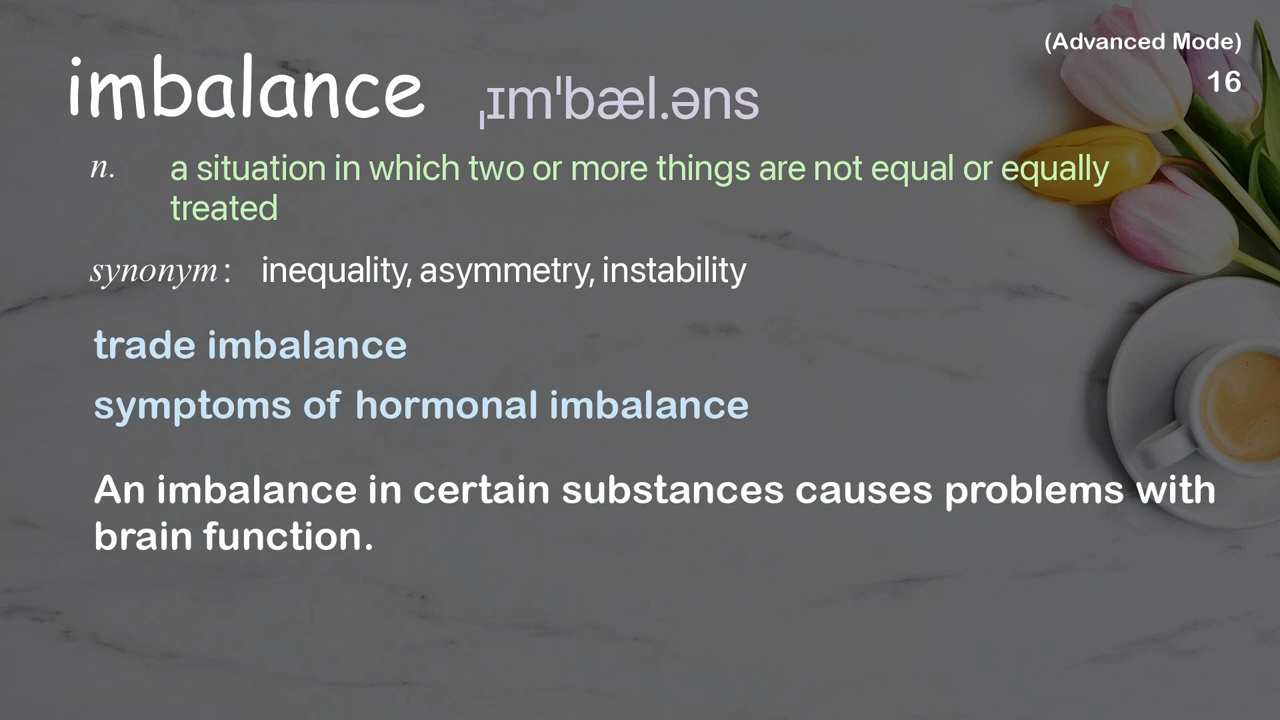 (Advanced Mode)
16
imbalance ˌɪmˈbæl.əns
n. a situation in which two or more things are not equal or equally
treated
synonym: inequality, asymmetry, instability
trade imbalance
symptoms of hormonal imbalance
An imbalance in certain substances causes problems with
brain function.